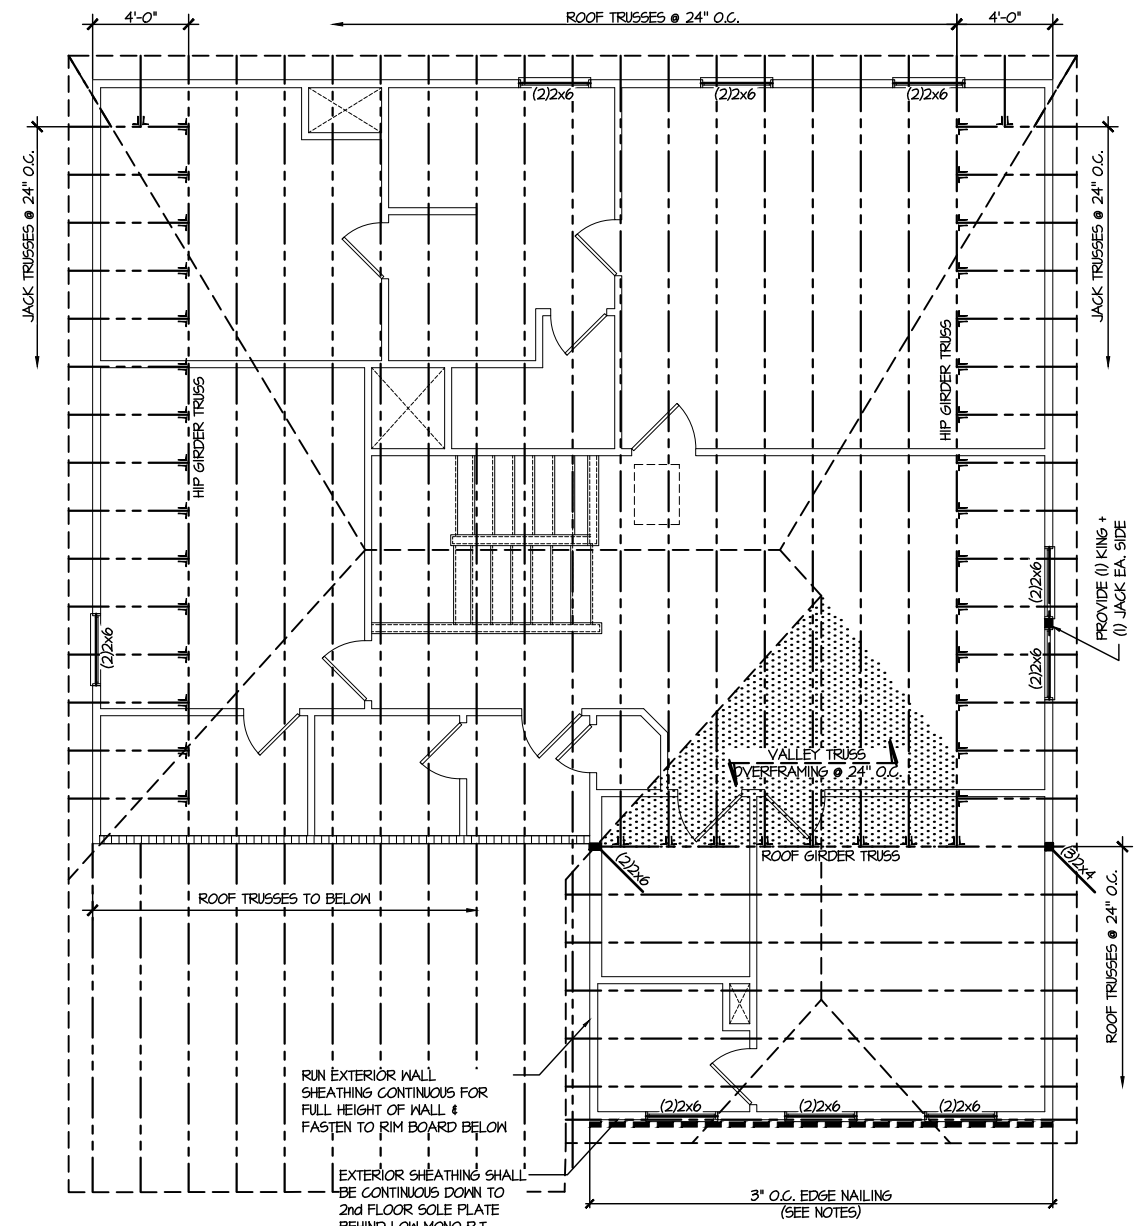 4'-0"
ROOF TRUSSES @ 24" O.C.
4'-0"
(2)2x6
(2)2x6
(2)2x6
JACK TRUSSES @ 24" O.C.
JACK TRUSSES @ 24" O.C.
HIP GIRDER TRUSS
HIP GIRDER TRUSS
(2)2x6
(2)2x6
(2)2x6
PROVIDE (1) KING +
(1) JACK EA. SIDE
VALLEY TRUSS
OVERFRAMING @ 24" O.C.
ROOF GIRDER TRUSS
(2)2x6
(3)2x4
ROOF TRUSSES TO BELOW
ROOF TRUSSES @ 24" O.C.
RUN EXTERIOR WALL
SHEATHING CONTINUOUS FOR
FULL HEIGHT OF WALL &
FASTEN TO RIM BOARD BELOW
(2)2x6
(2)2x6
(2)2x6
EXTERIOR SHEATHING SHALL
BE CONTINUOUS DOWN TO
2nd FLOOR SOLE PLATE
BEHIND LOW MONO P.T.
3" O.C. EDGE NAILING
(SEE NOTES)